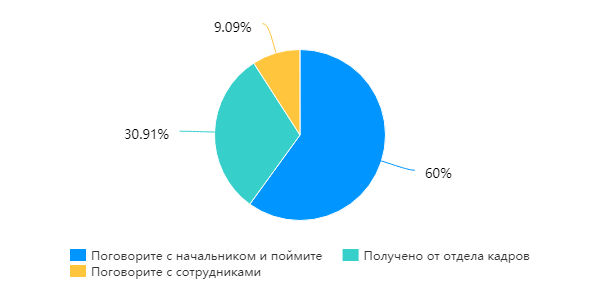 9.09%
30.91%
60%
Поговорите с начальником и поймите
Получено от отдела кадров
Поговорите с сотрудниками